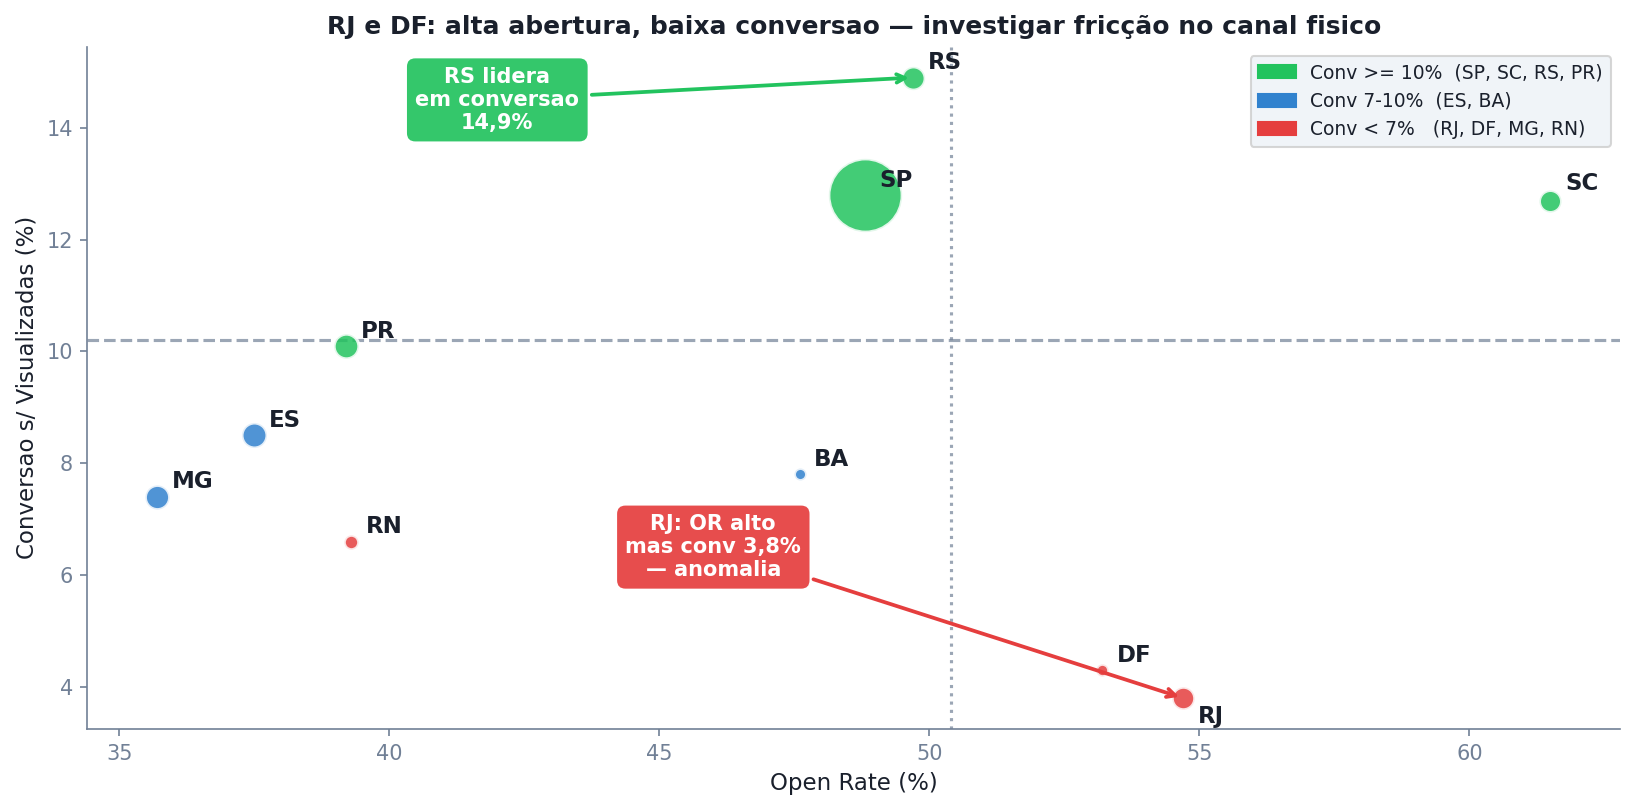 RJ e DF: alta abertura, baixa conversao — investigar fricção no canal fisico
RS lidera
em conversao
14,9%
RS
Conv >= 10%  (SP, SC, RS, PR)
Conv 7-10%  (ES, BA)
Conv < 7%   (RJ, DF, MG, RN)
SP
SC
PR
ES
MG
BA
RN
RJ: OR alto
mas conv 3,8%
— anomalia
DF
RJ
Conversao s/ Visualizadas (%)
14
12
10
8
6
4
35
40
45
50
55
60
Open Rate (%)